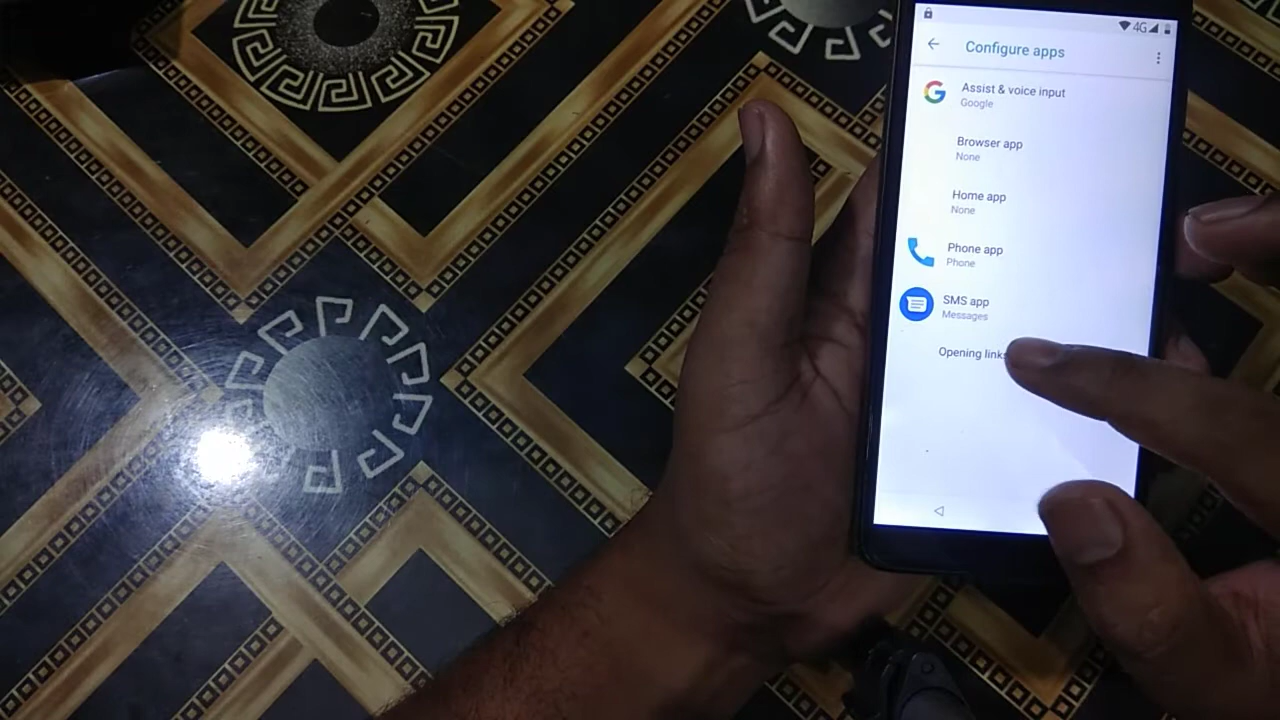 4G
Configure apps
Assist & voice input
Google
Browser app
None
Home app
None
Phone app
Phone
SMS app
Messages
Opening links